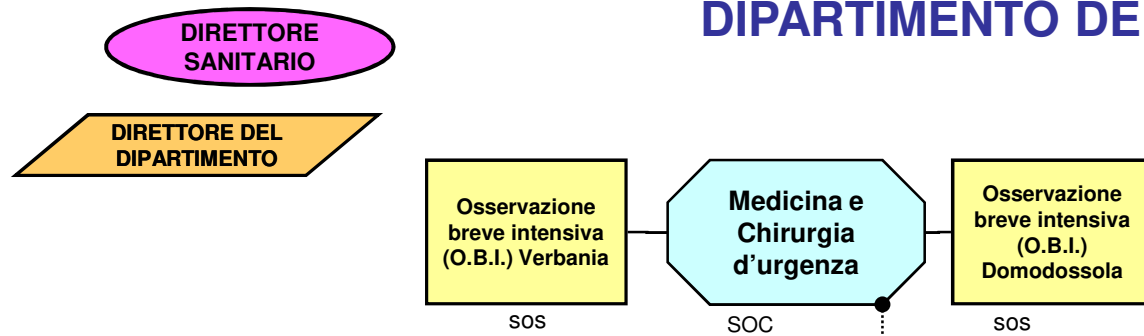 DIPARTIMENTO DE
DIRETTORE
SANITARIO
DIRETTORE DEL
DIPARTIMENTO
Osservazione
breve intensiva
(O.B.I.) Verbania
sos
Medicina e
Chirurgia
d'urgenza
SOC
Osservazione
breve intensiva
(O.B.I.)
Domodossola
sos